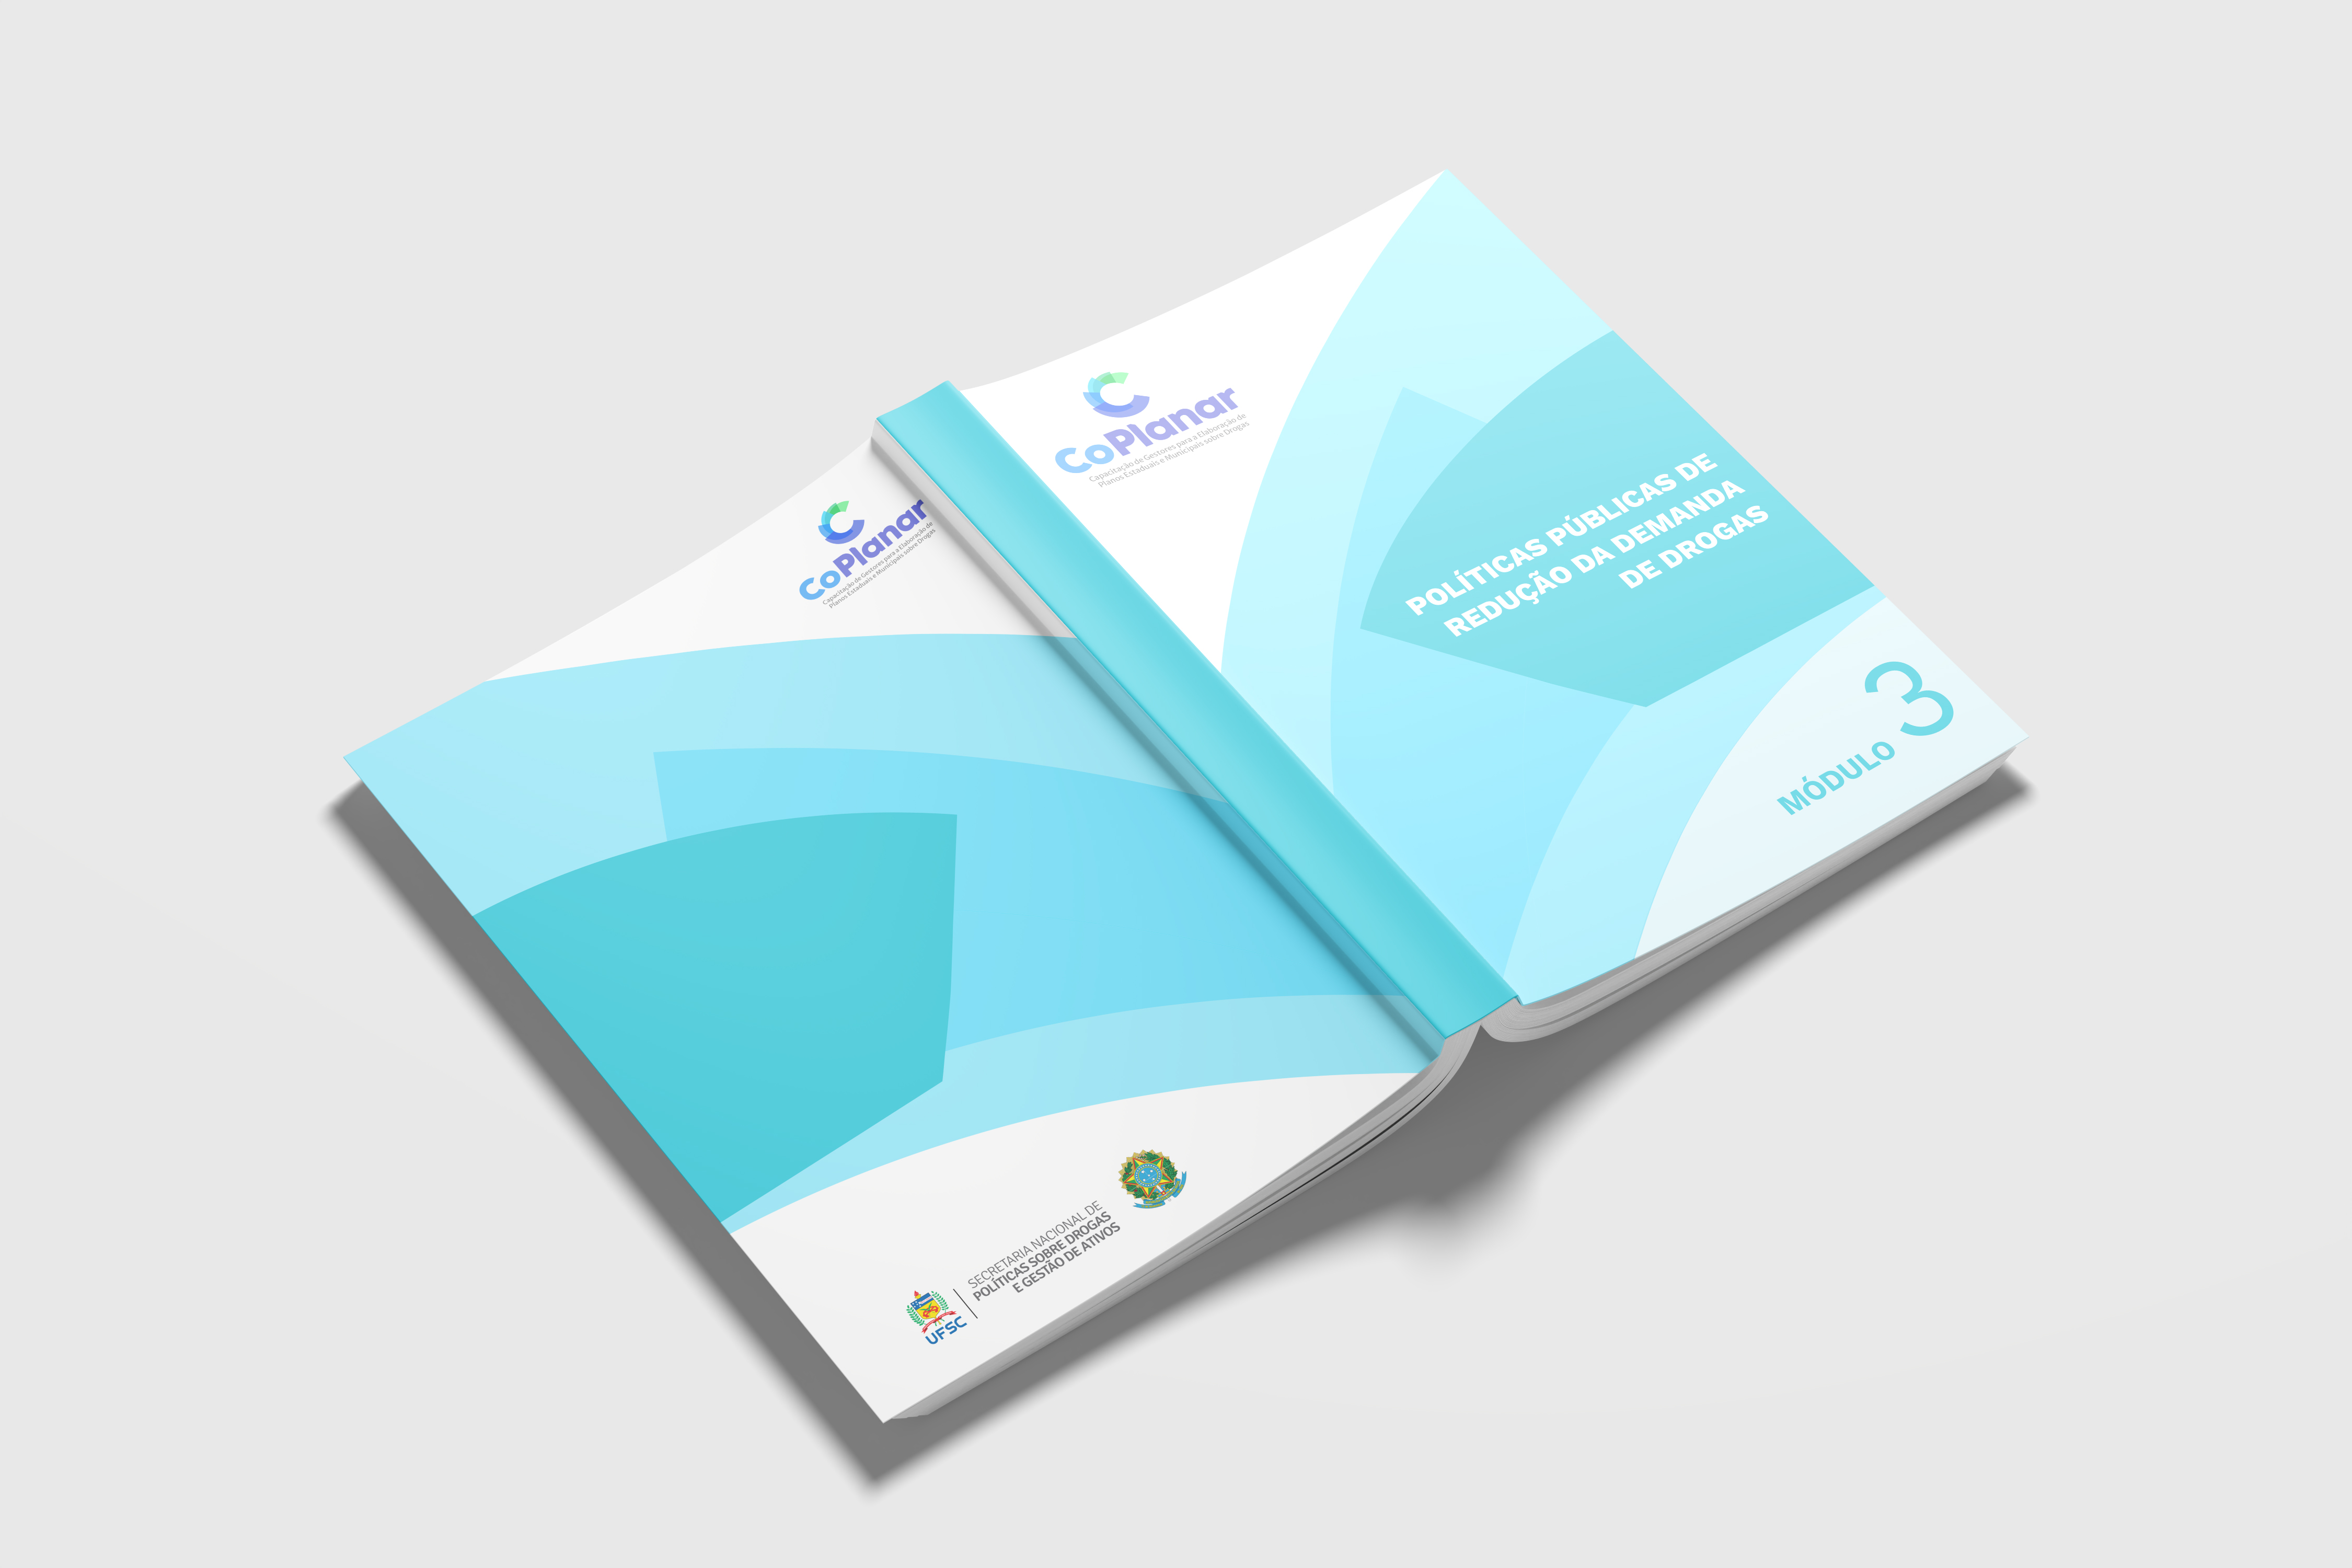 CoPlanar
Capacitação de Gestores para a Elaboração de
Planos Estaduais e Municipais sobre Drogas
POLÍTICAS PÚBLICAS DE
REDUÇÃO DA DEMANDA
DE DROGAS
MÓDULO 3
CoPlanar
Capacitação de Gestores para a Elaboração de
Planos Estaduais e Municipais sobre Drogas
UFSC
SECRETARIA NACIONAL DE
POLÍTICAS SOBRE DROGAS
E GESTÃO DE ATIVOS